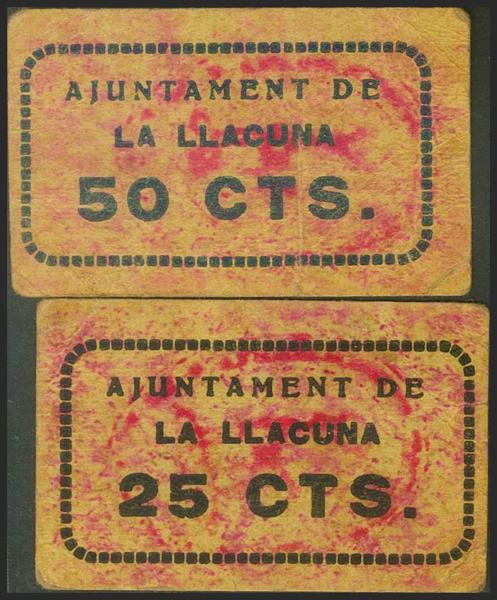 AJUNTAMENT DE
LA LLACUNA
50 CTS.
AJUNTAMENT DE
LA LLACUNA
25 CTS.